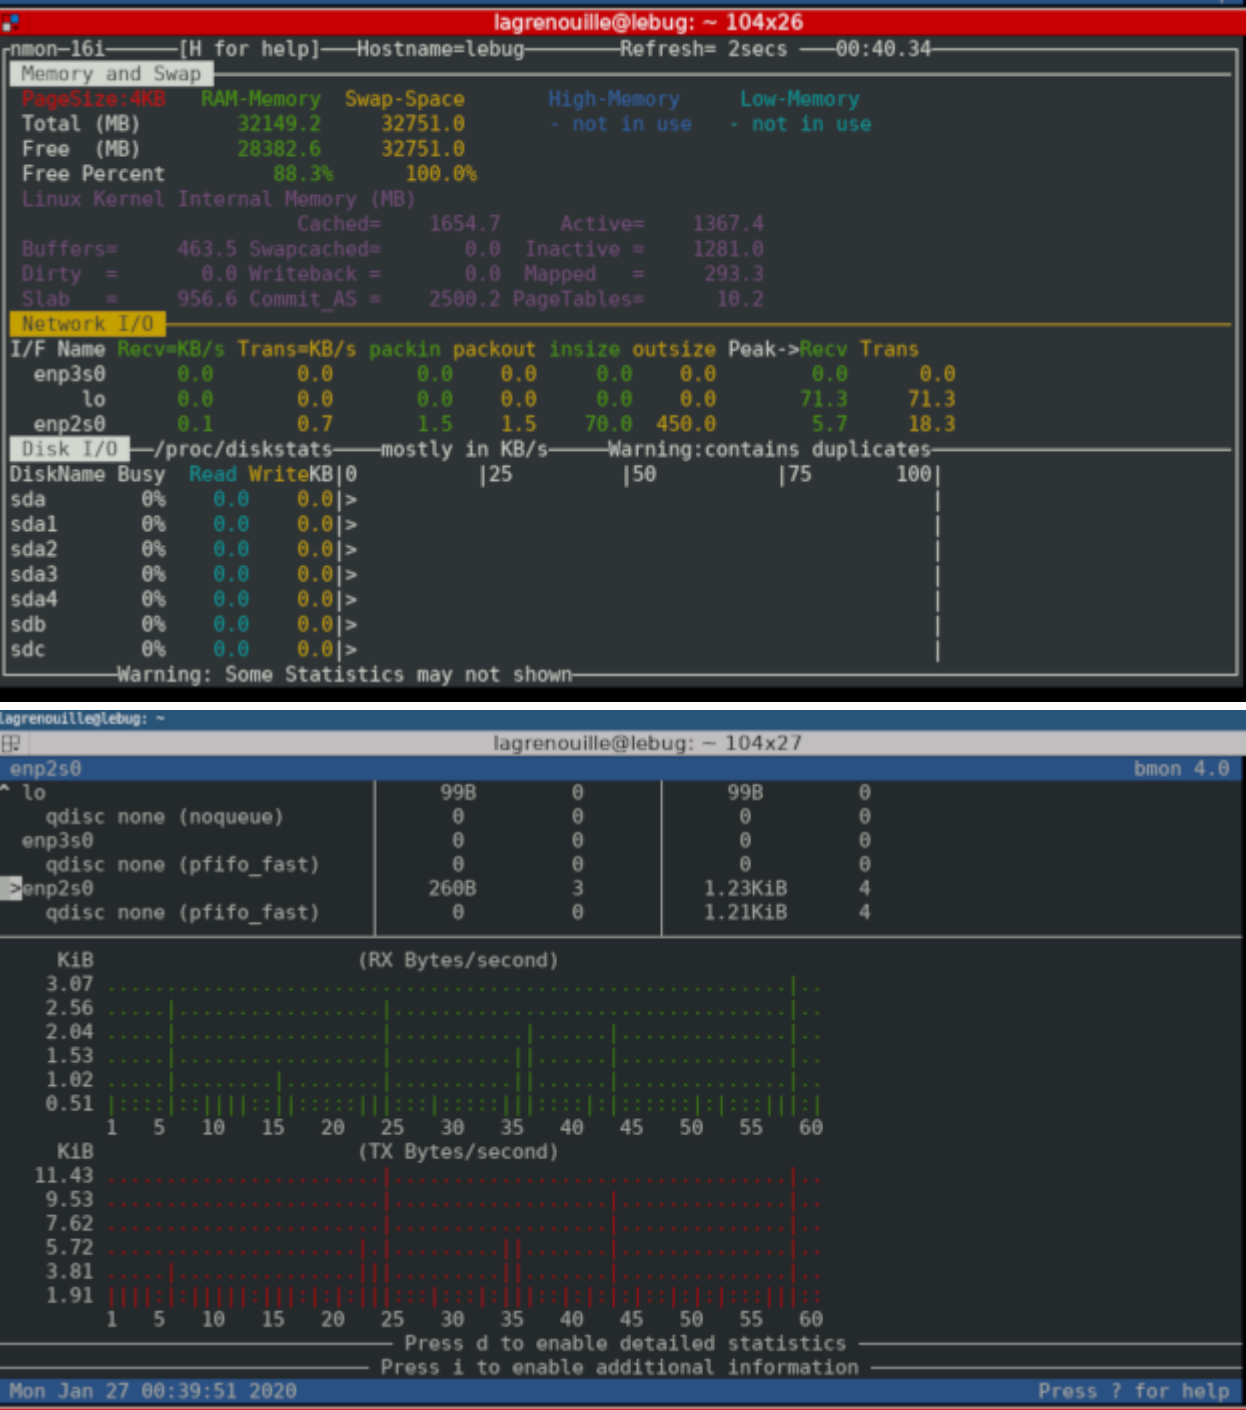 lagrenouille@lebug: ~ 104x26
nmon─16i─────[H for help]───Hostname=lebug────────Refresh= 2secs ───00:40.34
Memory and Swap
PageSize:4KB RAM-Memory Swap-Space High-Memory Low-Memory
Total (MB) 32149.2 32751.0 - not in use - not in use
Free (MB) 28382.6 32751.0
Free Percent 88.3% 100.0%
Linux Kernel Internal Memory (MB)
Cached= 1654.7 Active= 1367.4
Buffers= 463.5 Swapcached= 0.0 Inactive = 1281.0
Dirty = 0.0 Writeback = 0.0 Mapped = 293.3
Slab = 956.6 Commit_AS = 2500.2 PageTables= 10.2
Network I/O
I/F Name Recv=KB/s Trans=KB/s packin packout insize outsize Peak->Recv Trans
enp3s0 0.0 0.0 0.0 0.0 0.0 0.0 0.0 0.0
lo 0.0 0.0 0.0 0.0 0.0 0.0 71.3 71.3
enp2s0 0.1 0.7 1.5 1.5 70.0 450.0 5.7 18.3
Disk I/O ──/proc/diskstats────mostly in KB/s─────Warning:contains duplicates
DiskName Busy Read WriteKB|0 |25 |50 |75 100|
sda 0% 0.0 0.0|> |
sda1 0% 0.0 0.0|> |
sda2 0% 0.0 0.0|> |
sda3 0% 0.0 0.0|> |
sda4 0% 0.0 0.0|> |
sdb 0% 0.0 0.0|> |
sdc 0% 0.0 0.0|> |
Warning: Some Statistics may not shown
lagrenouille@lebug: ~
lagrenouille@lebug: ~ 104x27
enp2s0 bmon 4.0
^ lo 99B 0 99B 0
qdisc none (noqueue) 0 0 0 0
enp3s0 0 0 0 0
qdisc none (pfifo_fast) 0 0 0 0
>enp2s0 260B 3 1.23KiB 4
qdisc none (pfifo_fast) 0 0 1.21KiB 4
KiB (RX Bytes/second)
3.07
2.56
2.04
1.53
1.02
0.51
1 5 10 15 20 25 30 35 40 45 50 55 60
KiB (TX Bytes/second)
11.43
9.53
7.62
5.72
3.81
1.91
1 5 10 15 20 25 30 35 40 45 50 55 60
Press d to enable detailed statistics
Press i to enable additional information
Mon Jan 27 00:39:51 2020 Press ? for help